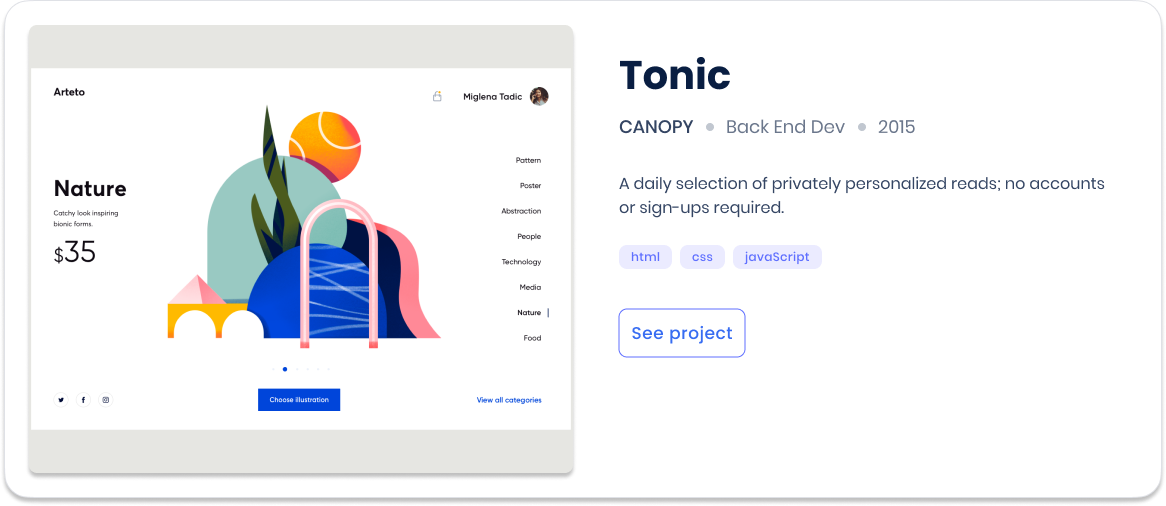 Arteto
Miglena Tadic
Nature
Catchy look inspiring
bionic forms.
$35
Pattern
Poster
Abstraction
People
Technology
Media
Nature
Food
Choose illustration
View all categories
Tonic
CANOPY • Back End Dev • 2015
A daily selection of privately personalized reads; no accounts
or sign-ups required.
html css javaScript
See project